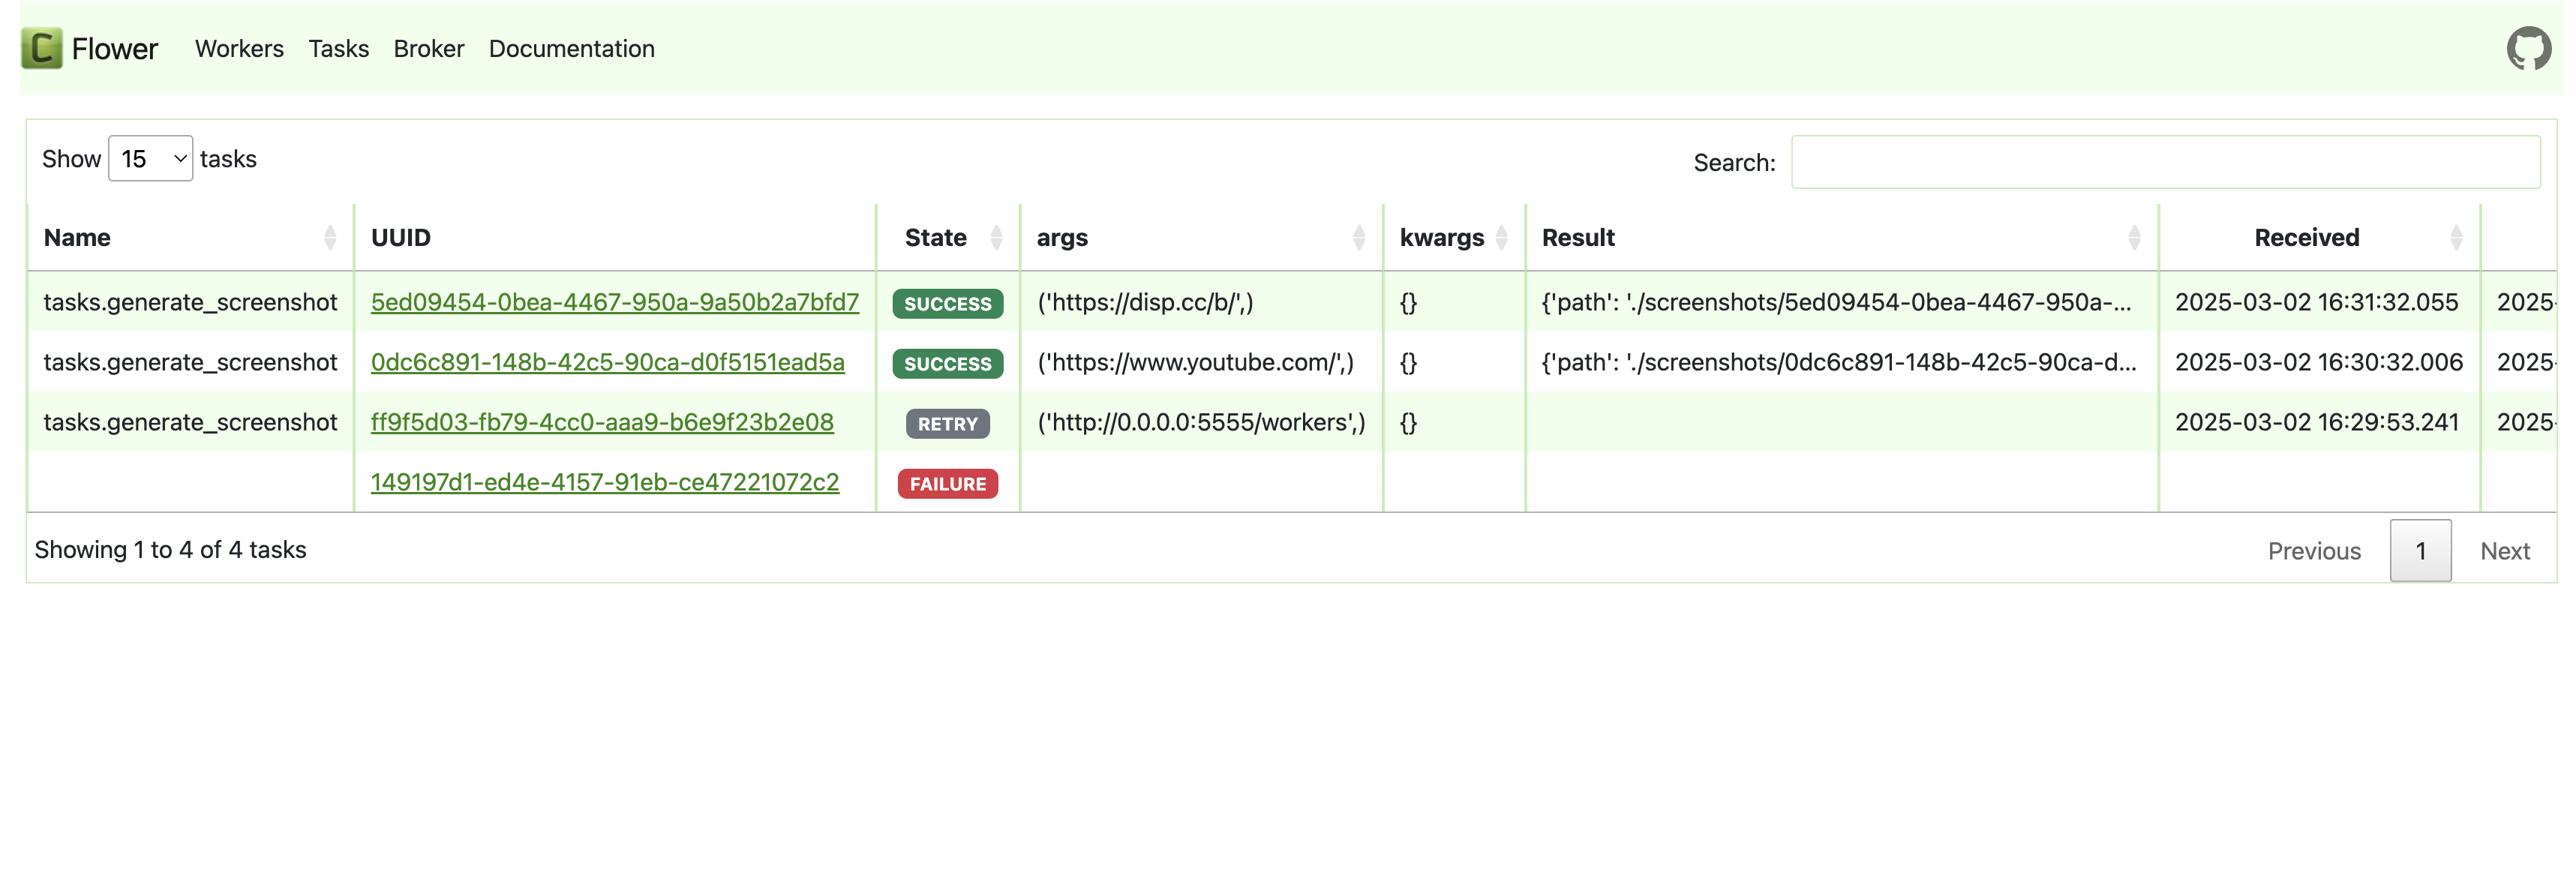 C Flower Workers Tasks Broker Documentation
Show 15 tasks Search:
Name UUID State args kwargs Result Received
tasks.generate_screenshot 5ed09454-0bea-4467-950a-9a50b2a7bfd7 SUCCESS ('https://disp.cc/b/',) {} {'path': './screenshots/5ed09454-0bea-4467-950a-... 2025-03-02 16:31:32.055 2025-
tasks.generate_screenshot 0dc6c891-148b-42c5-90ca-d0f5151ead5a SUCCESS ('https://www.youtube.com/',) {} {'path': './screenshots/0dc6c891-148b-42c5-90ca-d... 2025-03-02 16:30:32.006 2025-
tasks.generate_screenshot ff9f5d03-fb79-4cc0-aaa9-b6e9f23b2e08 RETRY ('http://0.0.0.0:5555/workers',) {} 2025-03-02 16:29:53.241 2025-
149197d1-ed4e-4157-91eb-ce47221072c2 FAILURE
Showing 1 to 4 of 4 tasks Previous 1 Next